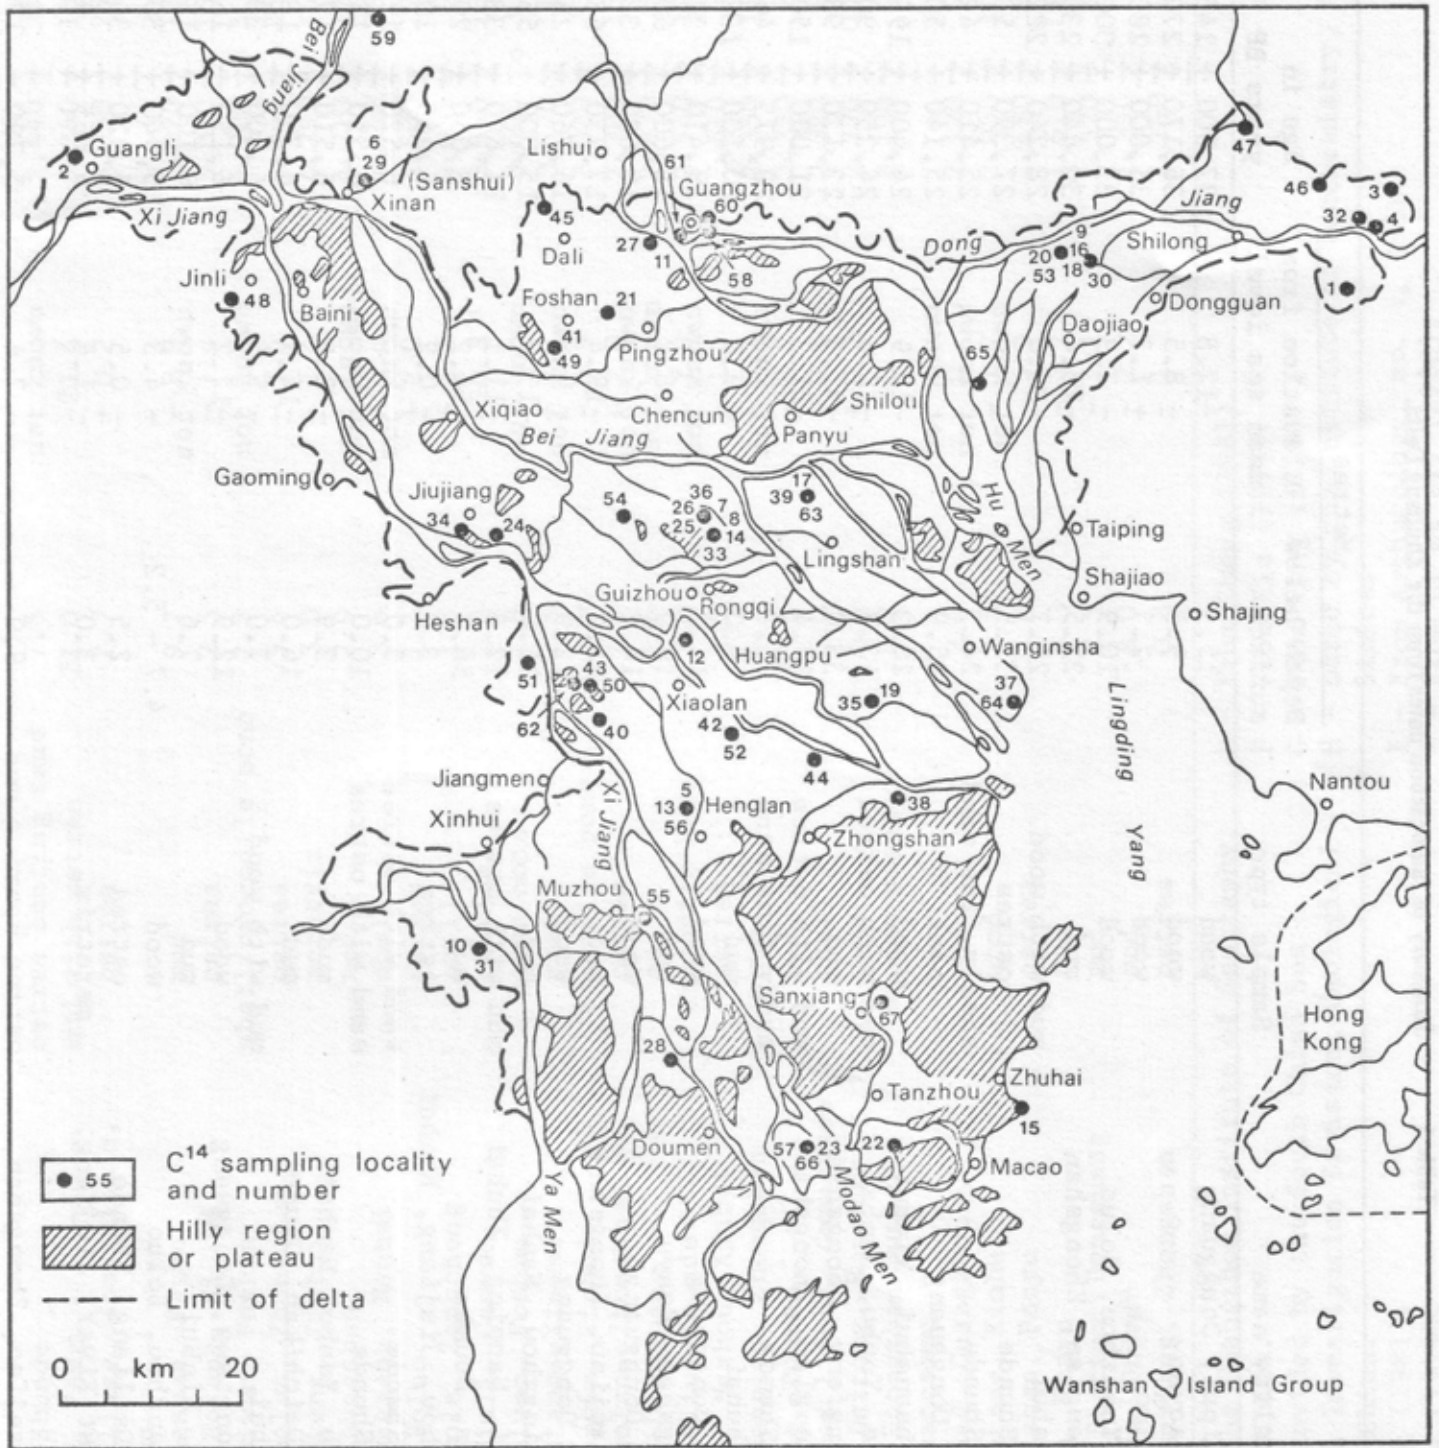 59
Bei Jiang
2
Guangli
6
29
(Sanshui)
Xinan
Xi Jiang
Lishui
61
Guangzhou
60
45
Dali
27
11
58
47
46
3
Jiang
32
4
9
Shilong
Dong
20
16
53
18
30
1
Jinli
48
Baini
Foshan
21
41
49
Pingzhou
Dongguan
Daojiao
65
Shilou
Xiqiao
Chencun
Panyu
Bei Jiang
Gaoming
Jiujiang
34
24
54
36
26
7
25
8
14
33
17
39
63
Lingshan
Hu Men
Taiping
Shajiao
Shajing
Guizhou
Rongqi
Heshan
12
Huangpu
Wanginsha
51
43
50
Xiaolan
35
19
37
64
62
40
42
52
Lingding Yang
44
Jiangmen
Xi Jiang
5
13
56
Henglan
38
Nantou
Xinhui
Zhongshan
Muzhou
55
10
31
Sanxiang
67
Hong
Kong
28
Zhuhai
Tanzhou
15
Doumen
57
23
66
22
Macao
Ya Men
Modao Men
55
C¹⁴ sampling locality
and number
Hilly region
or plateau
Limit of delta
0 km 20
Wanshan Island Group